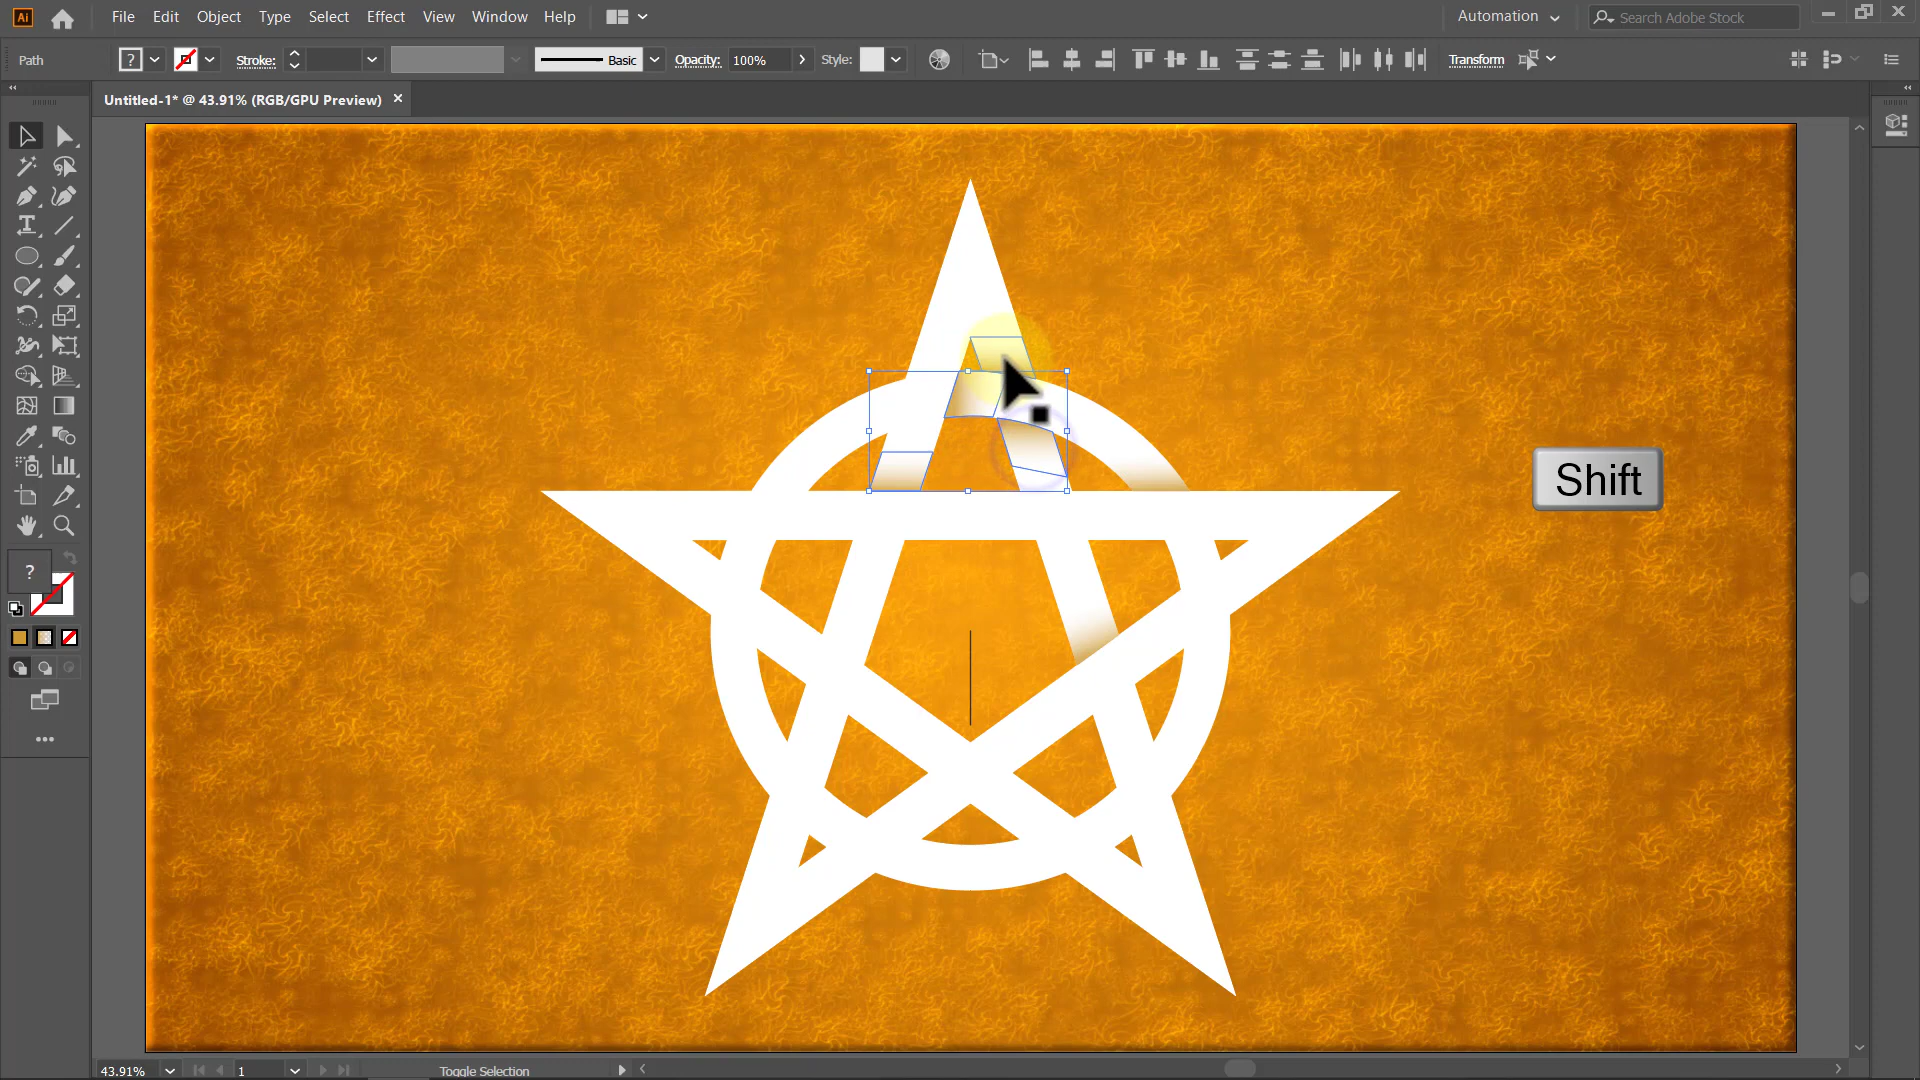 Ai File Edit Object Type Select Effect View Window Help Automation Search Adobe Stock
Path ? Stroke: Basic Opacity: 100% Style: Transform
Untitled-1* @ 43.91% (RGB/GPU Preview)
Shift
?
43.91% 1 Toggle Selection